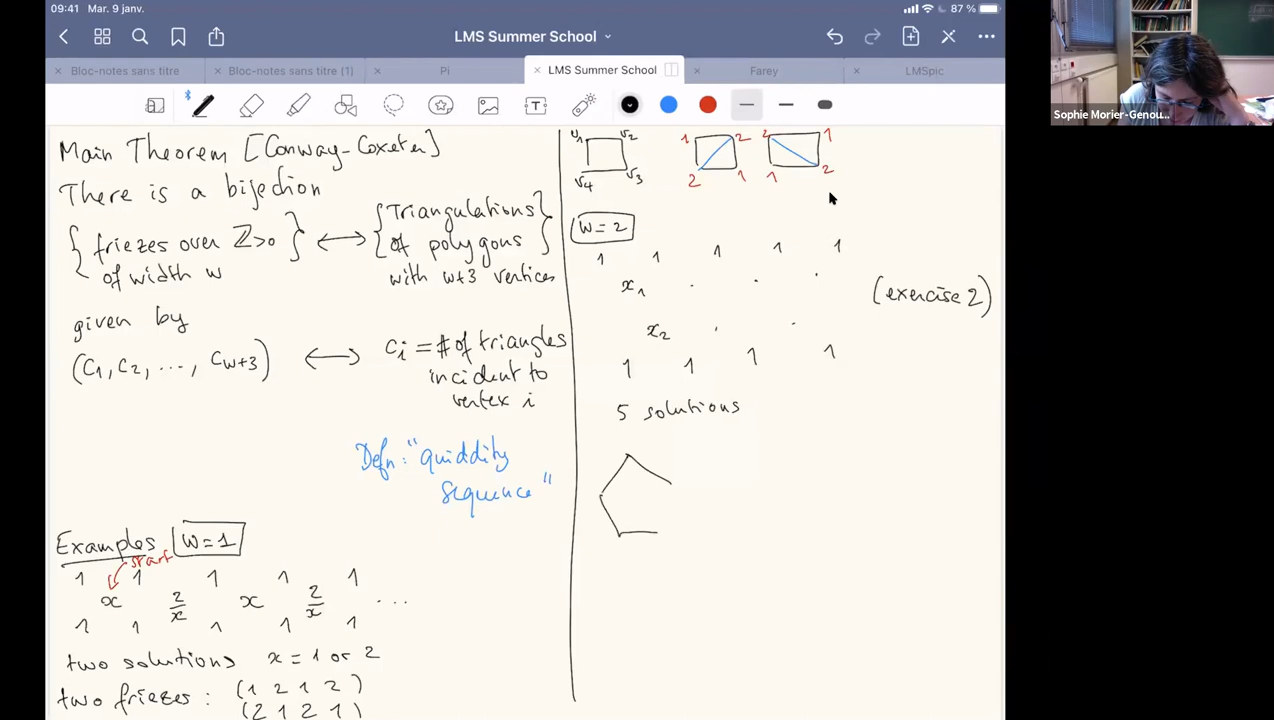 09:41 Mar. 9 janv.
87 %
LMS Summer School
Bloc-notes sans titre
Bloc-notes sans titre (1)
Pi
LMS Summer School
Farey
LMSpic
Sophie Morier-Genou...
Main Theorem [Conway-Coxeter]
There is a bijection
{friezes over ℤ>0 of width w} ⟷ {Triangulations of polygons with w+3 vertices}
given by
(c₁, c₂, ..., c_{w+3}) ⟷ cᵢ = # of triangles
incident to
vertex i
Defn: "quiddity
sequence"
Examples W=1
start
1 1 1 1 1
x 2/x x 2/x ...
1 1 1 1 1
two solutions x = 1 or 2
two friezes: (1 2 1 2)
(2 1 2 1)
v₁ v₂ 1 2 2 1
v₄ v₃ 2 1 1 2
W=2
1 1 1 1 1
x₁ . . .
(exercise 2)
x₂ . .
1 1 1 1
5 solutions